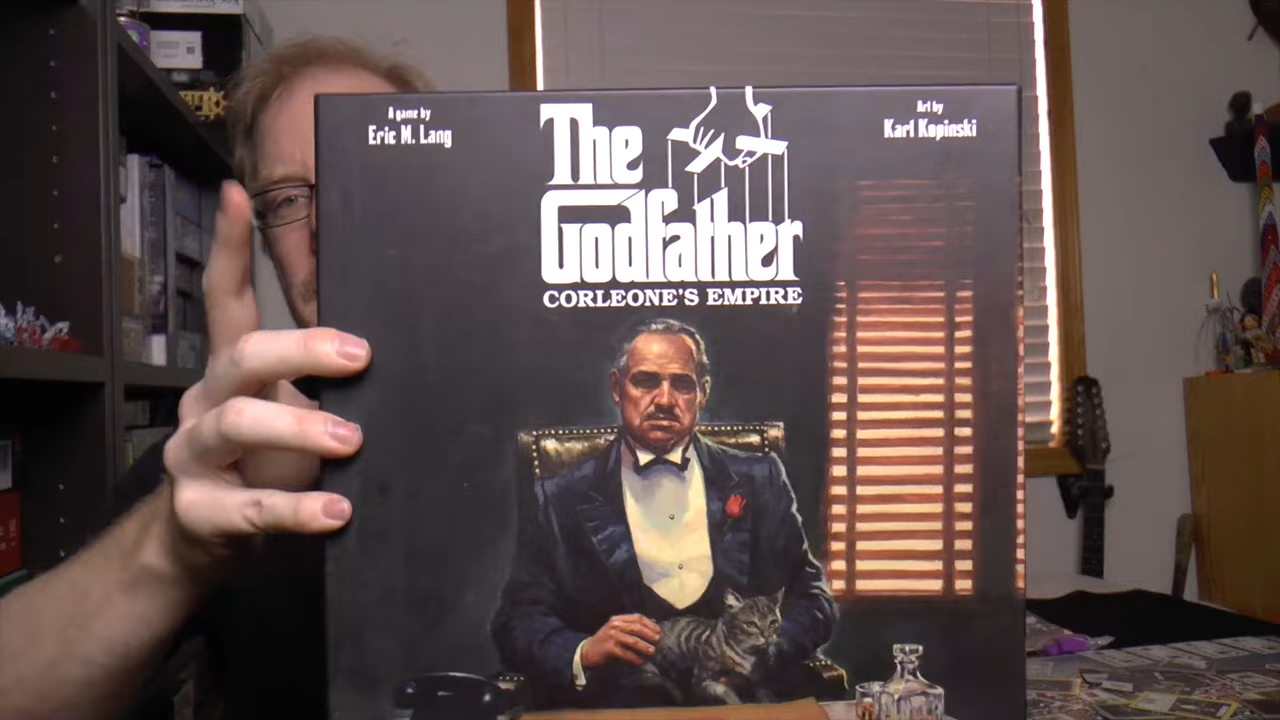 A game by
Eric M. Lang
The
Godfather
CORLEONE'S EMPIRE
Art by
Karl Kopinski